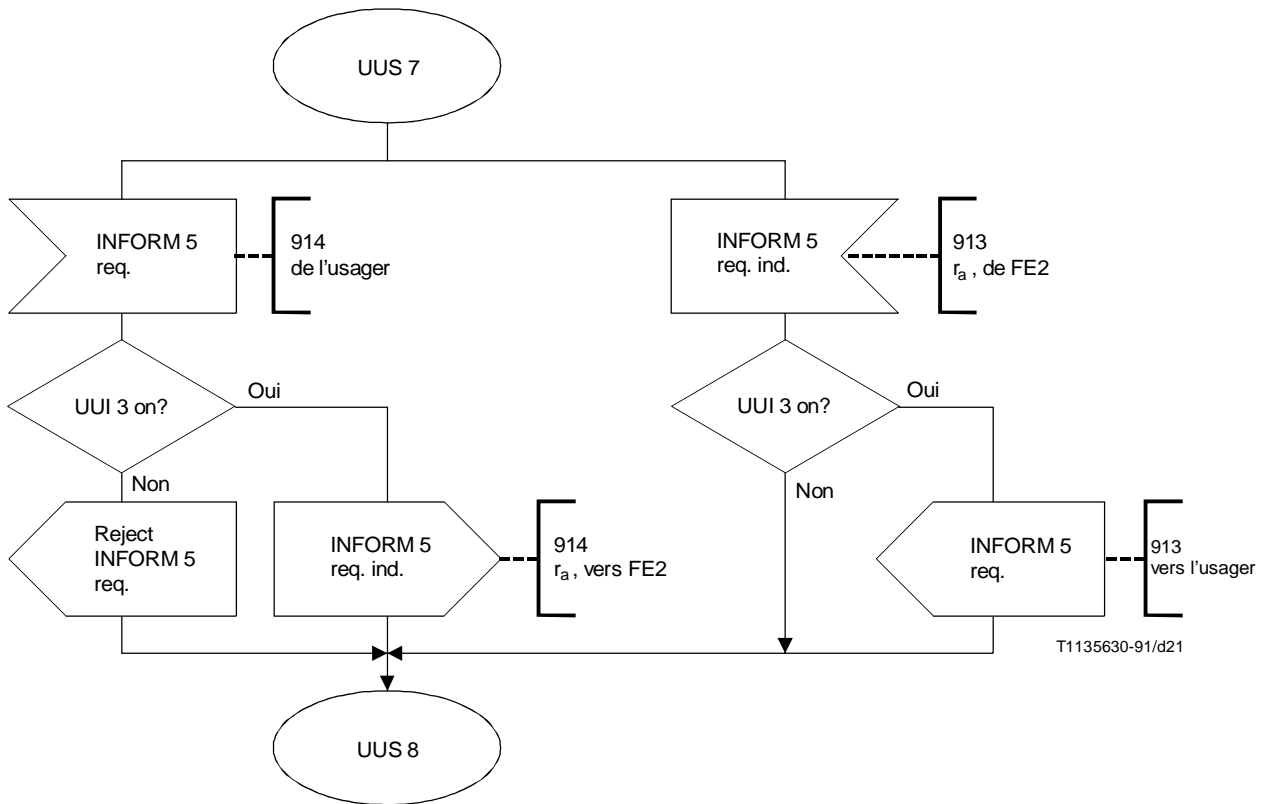 UUS 7
INFORM 5
req.
914
de l'usager
INFORM 5
req. ind.
913
ra , de FE2
UUI 3 on?
Oui
Non
UUI 3 on?
Oui
Non
Reject
INFORM 5
req.
INFORM 5
req. ind.
914
ra , vers FE2
INFORM 5
req.
913
vers l'usager
T1135630-91/d21
UUS 8